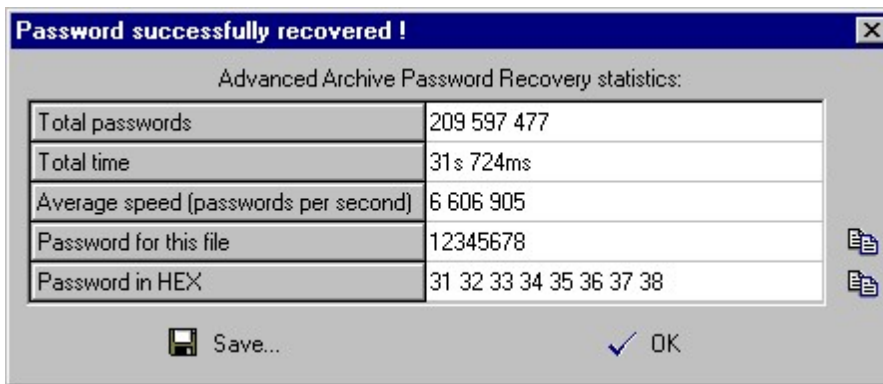 Password successfully recovered !
Advanced Archive Password Recovery statistics:
Total passwords 209 597 477
Total time 31s 724ms
Average speed (passwords per second) 6 606 905
Password for this file 12345678
Password in HEX 31 32 33 34 35 36 37 38
Save... OK